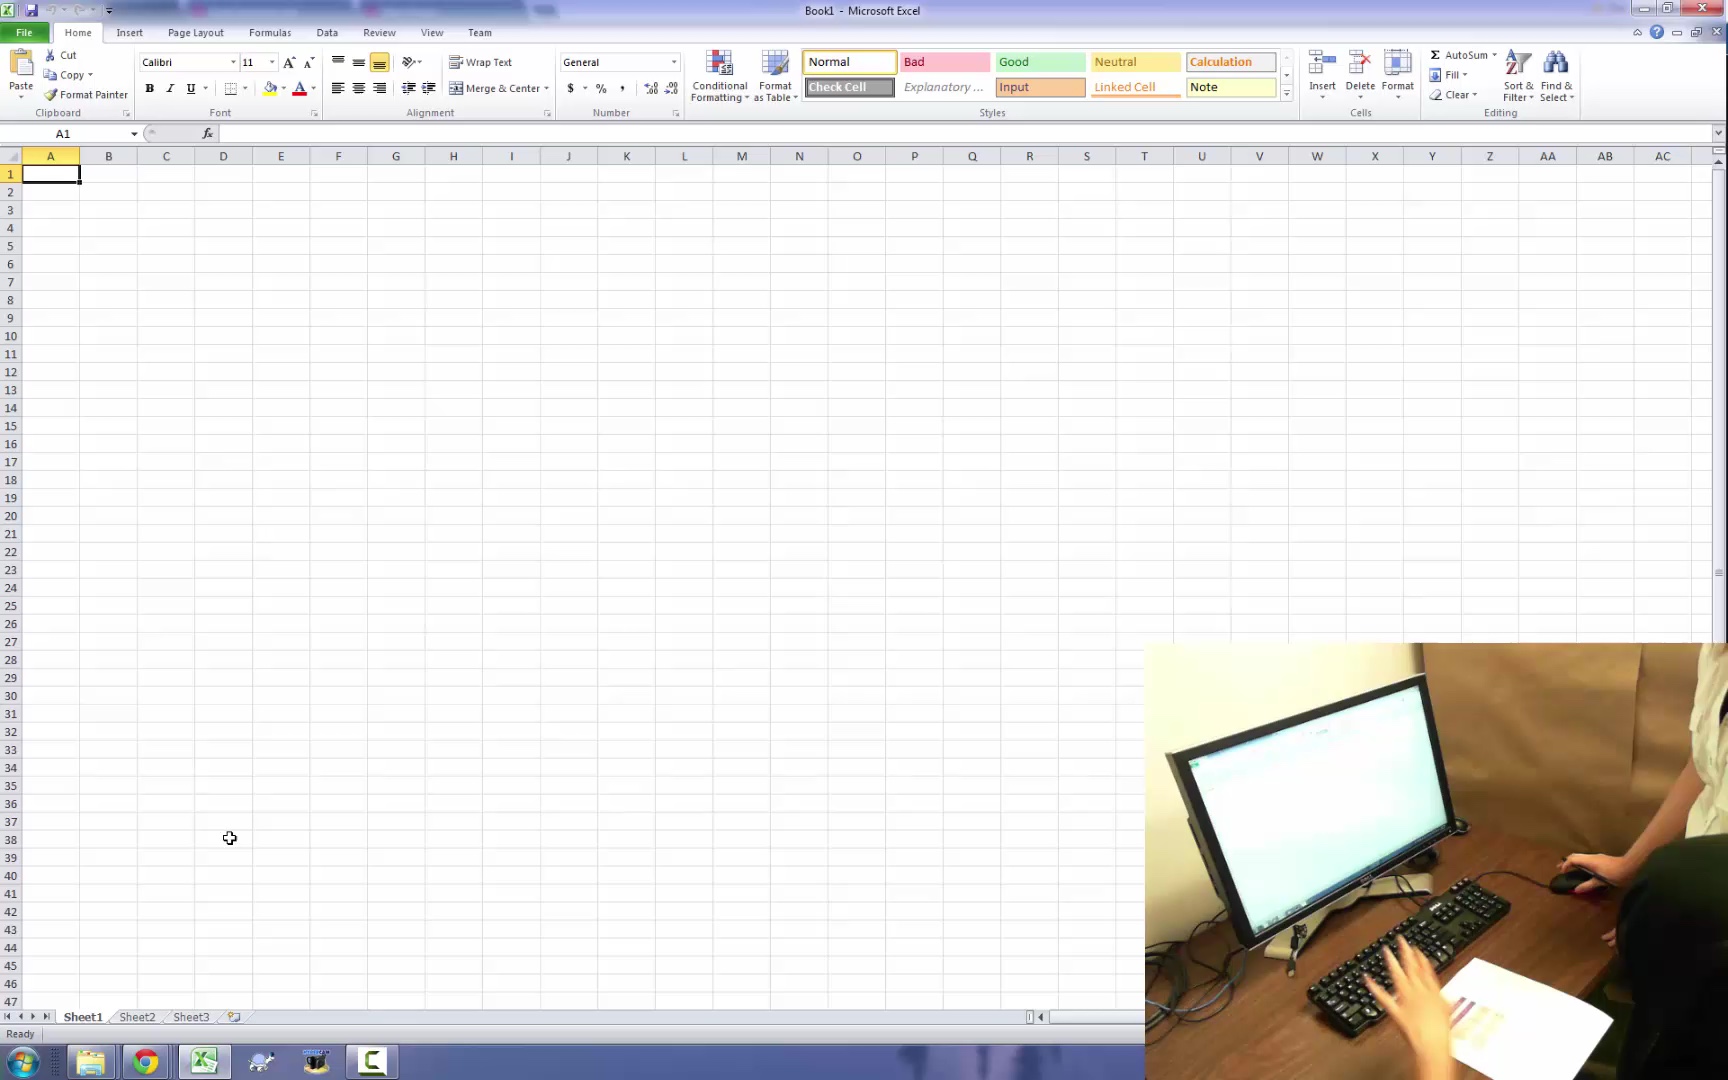 Book1 - Microsoft Excel
File Home Insert Page Layout Formulas Data Review View Team
Paste
Cut
Copy
Format Painter
Clipboard
Calibri 11
B I U
Font
Wrap Text
Merge & Center
Alignment
General
$ % ,
Number
Conditional Formatting
Format as Table
Normal Bad Good Neutral Calculation
Check Cell Explanatory ... Input Linked Cell Note
Styles
Insert Delete Format
Cells
AutoSum
Fill
Clear
Sort & Filter
Find & Select
Editing
A1 fx
A B C D E F G H I J K L M N O P Q R S T U V W X Y Z AA AB AC
1
2
3
4
5
6
7
8
9
10
11
12
13
14
15
16
17
18
19
20
21
22
23
24
25
26
27
28
29
30
31
32
33
34
35
36
37
38
39
40
41
42
43
44
45
46
47
Sheet1 Sheet2 Sheet3
Ready